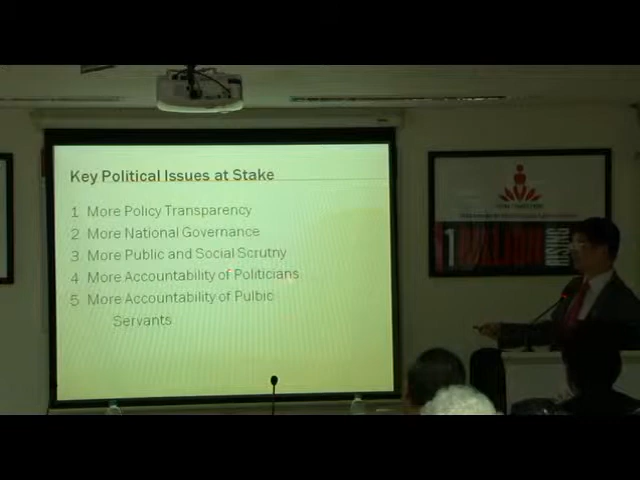 Key Political Issues at Stake
1 More Policy Transparency
2 More National Governance
3 More Public and Social Scrutny
4 More Accountability of Politicians
5 More Accountability of Pulbic
Servants
1
RISING